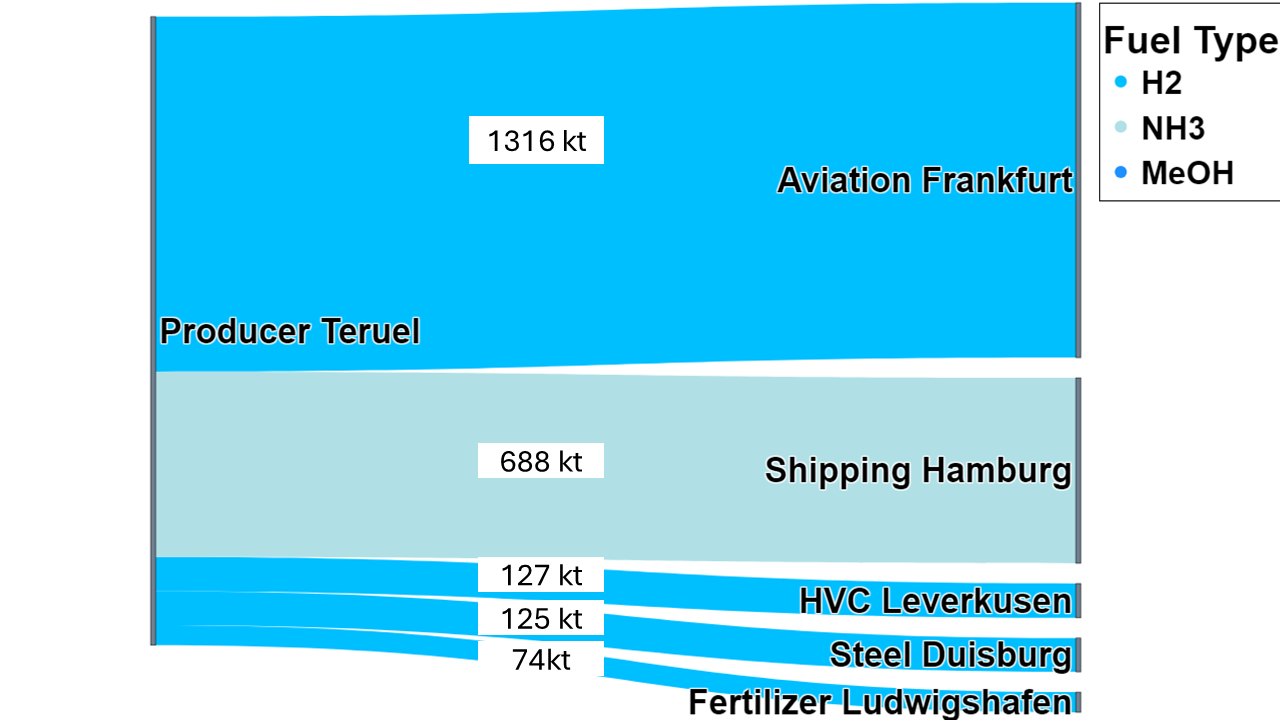 Fuel Type
H2
NH3
MeOH
1316 kt
Aviation Frankfurt
Producer Teruel
688 kt
Shipping Hamburg
127 kt
HVC Leverkusen
125 kt
Steel Duisburg
74kt
Fertilizer Ludwigshafen